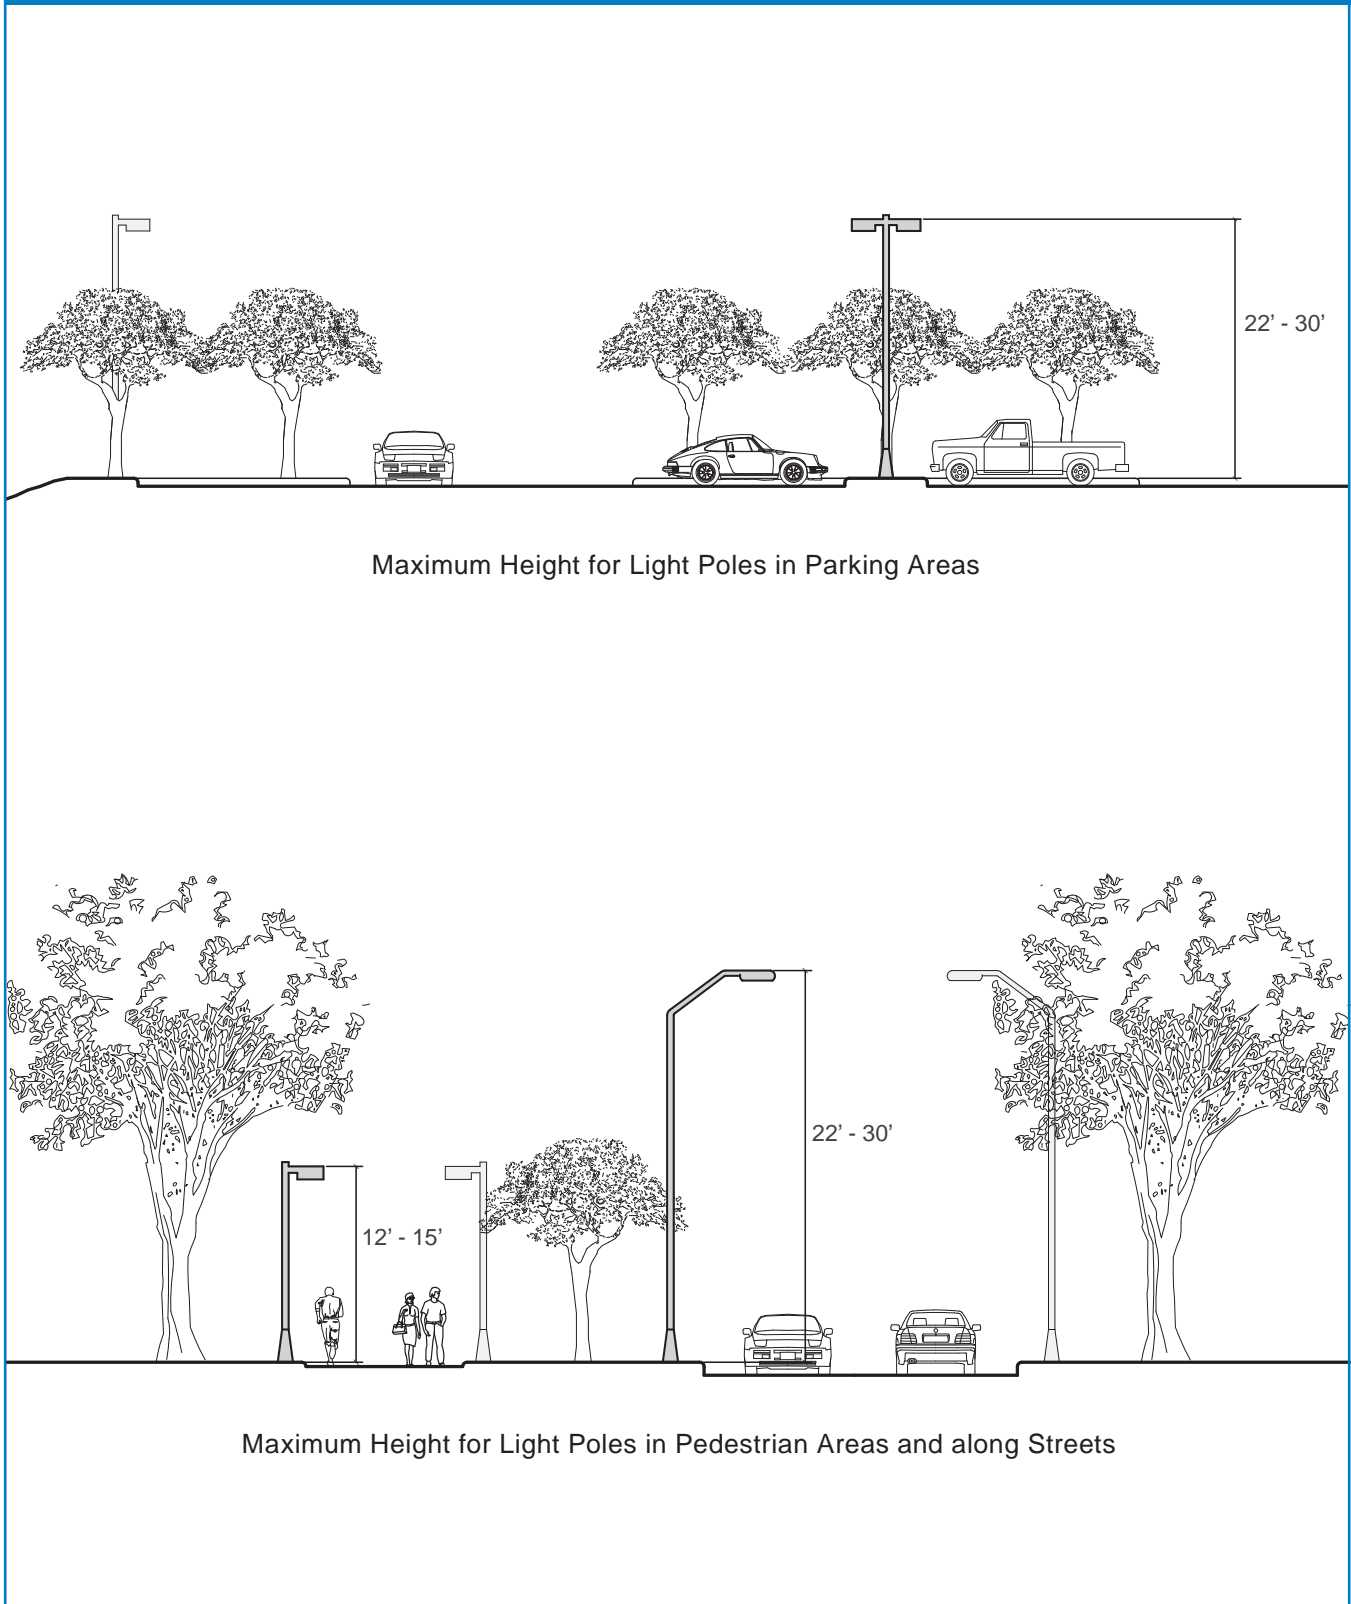 22’ - 30’
Maximum Height for Light Poles in Parking Areas
22’ - 30’
12’ - 15’
Maximum Height for Light Poles in Pedestrian Areas and along Streets